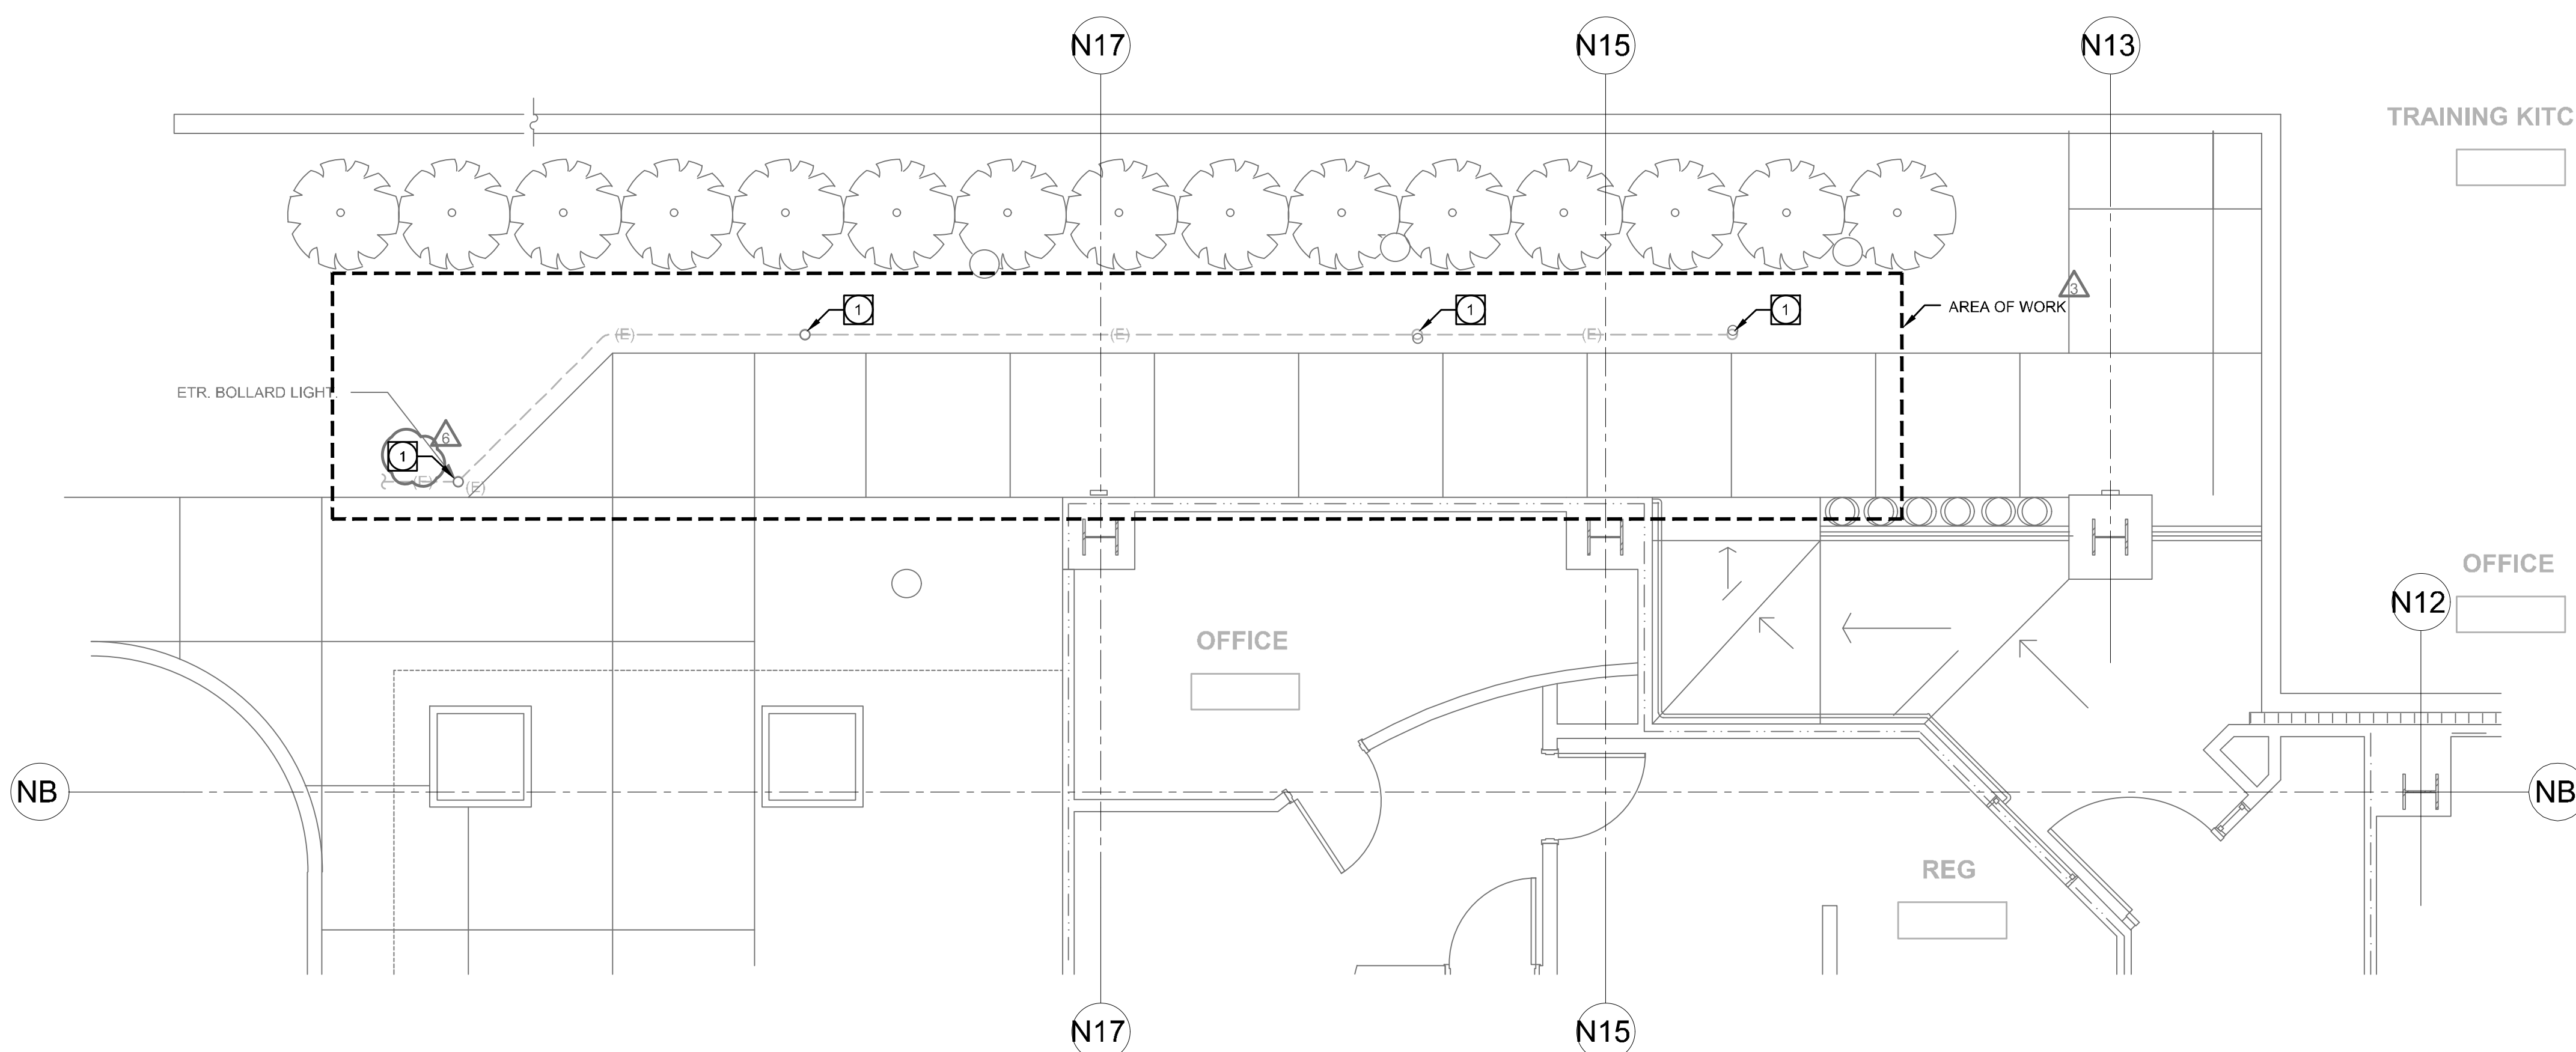 N17
N15
N13
TRAINING KITC
1
1
1
3
AREA OF WORK
(E)
(E)
(E)
ETR. BOLLARD LIGHT.
6
1
(E)
(E)
OFFICE
N12
OFFICE
NB
NB
REG
N17
N15